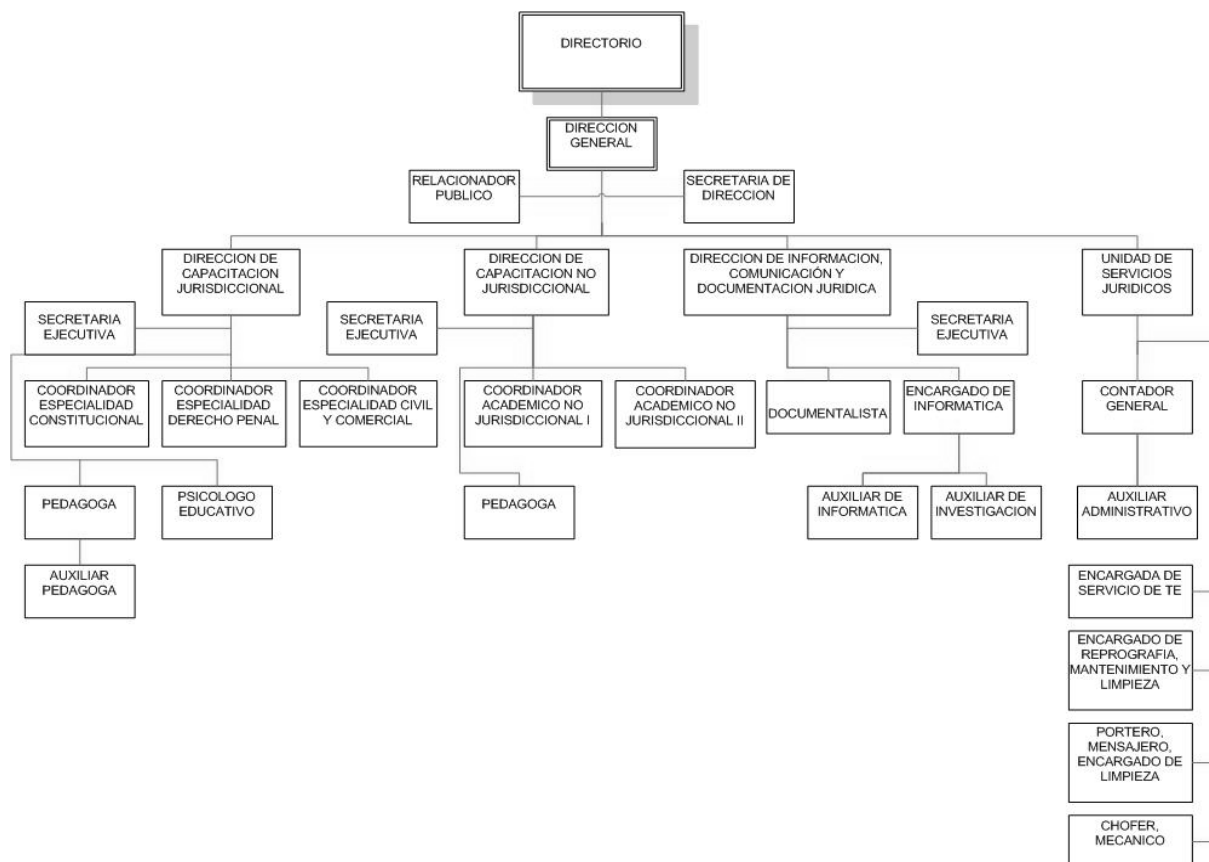 DIRECTORIO
DIRECCION
GENERAL
RELACIONADOR
PUBLICO
SECRETARIA DE
DIRECCION
DIRECCION DE
CAPACITACION
JURISDICCIONAL
DIRECCION DE
CAPACITACION NO
JURISDICCIONAL
DIRECCION DE INFORMACION,
COMUNICACIÓN Y
DOCUMENTACION JURIDICA
UNIDAD DE
SERVICIOS
JURIDICOS
SECRETARIA
EJECUTIVA
SECRETARIA
EJECUTIVA
SECRETARIA
EJECUTIVA
COORDINADOR
ESPECIALIDAD
CONSTITUCIONAL
COORDINADOR
ESPECIALIDAD
DERECHO PENAL
COORDINADOR
ESPECIALIDAD CIVIL
Y COMERCIAL
COORDINADOR
ACADEMICO NO
JURISDICCIONAL I
COORDINADOR
ACADEMICO NO
JURISDICCIONAL II
DOCUMENTALISTA
ENCARGADO DE
INFORMATICA
CONTADOR
GENERAL
PEDAGOGA
PSICOLOGO
EDUCATIVO
PEDAGOGA
AUXILIAR DE
INFORMATICA
AUXILIAR DE
INVESTIGACION
AUXILIAR
ADMINISTRATIVO
AUXILIAR
PEDAGOGA
ENCARGADA DE
SERVICIO DE TE
ENCARGADO DE
REPROGRAFIA,
MANTENIMIENTO Y
LIMPIEZA
PORTERO,
MENSAJERO,
ENCARGADO DE
LIMPIEZA
CHOFER,
MECANICO